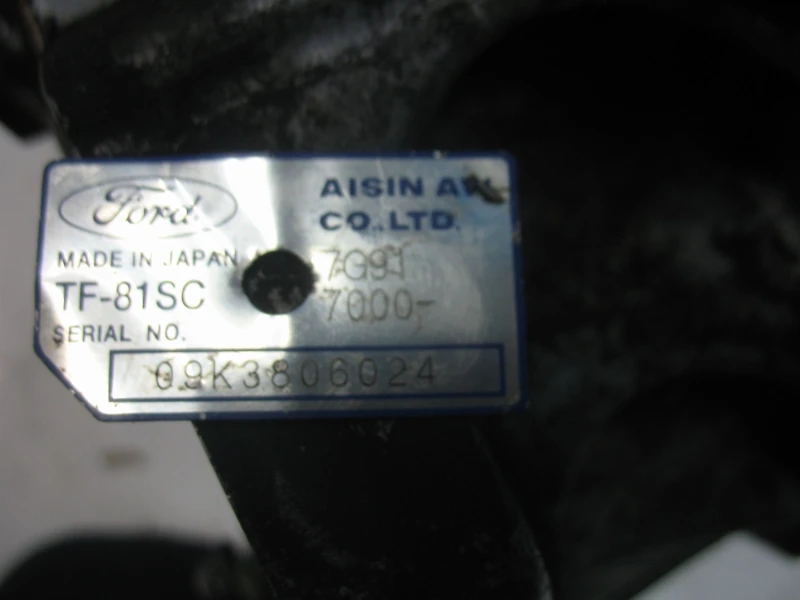 Ford
AISIN AW
CO.,LTD.
MADE IN JAPAN
7G91
TF-81SC
7000-
SERIAL NO.
09K3806024